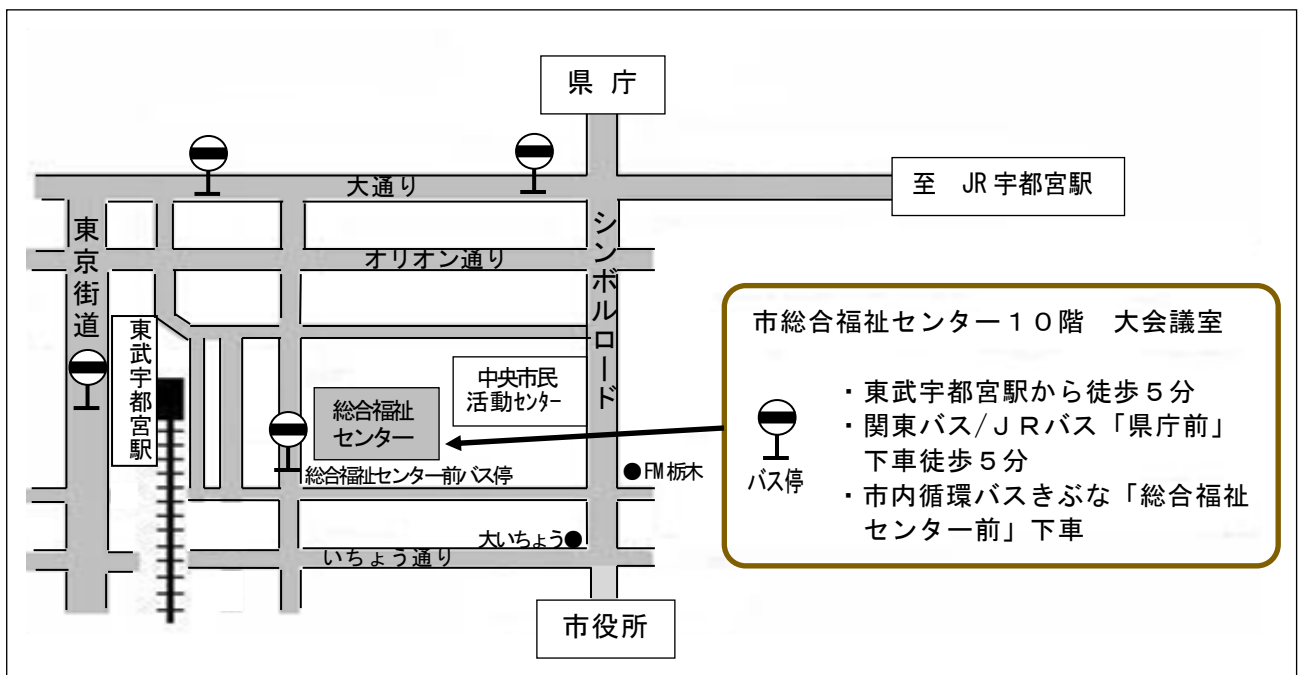 県 庁
大通り
至 JR宇都宮駅
東京街道
シンボルロード
オリオン通り
東武宇都宮駅
中央市民
活動センター
総合福祉
センター
総合福祉センター前バス停
●FM栃木
大いちょう●
いちょう通り
市役所
市総合福祉センター10階 大会議室
・東武宇都宮駅から徒歩5分
・関東バス/JRバス「県庁前」
下車徒歩5分
・市内循環バスきぶな「総合福祉
センター前」下車
バス停